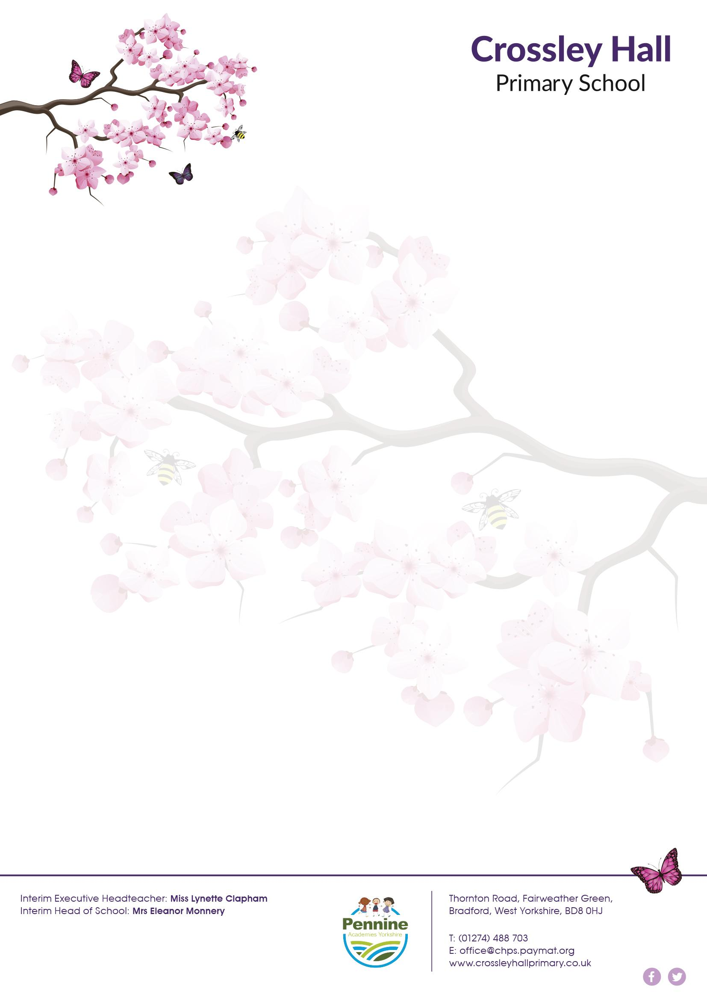 Crossley Hall
Primary School
Interim Executive Headteacher: Miss Lynette Clapham
Interim Head of School: Mrs Eleanor Monnery
Pennine
Academies Yorkshire
Thornton Road, Fairweather Green,
Bradford, West Yorkshire, BD8 0HJ
T: (01274) 488 703
E: office@chps.paymat.org
www.crossleyhallprimary.co.uk